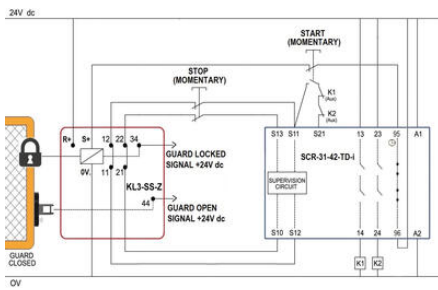 24V dc
START
(MOMENTARY)
STOP
(MOMENTARY)
K1
(Aux)
K2
(Aux)
R+ S+ 12 22 34
S13 S11 S21 13 23 95 A1
GUARD LOCKED
SIGNAL +24V dc
SCR-31-42-TD-i
0V. 11 21
KL3-SS-Z
SUPERVISION
CIRCUIT
44
GUARD OPEN
SIGNAL +24V dc
S10 S12 14 24 96 A2
GUARD
CLOSED
K1 K2
OV